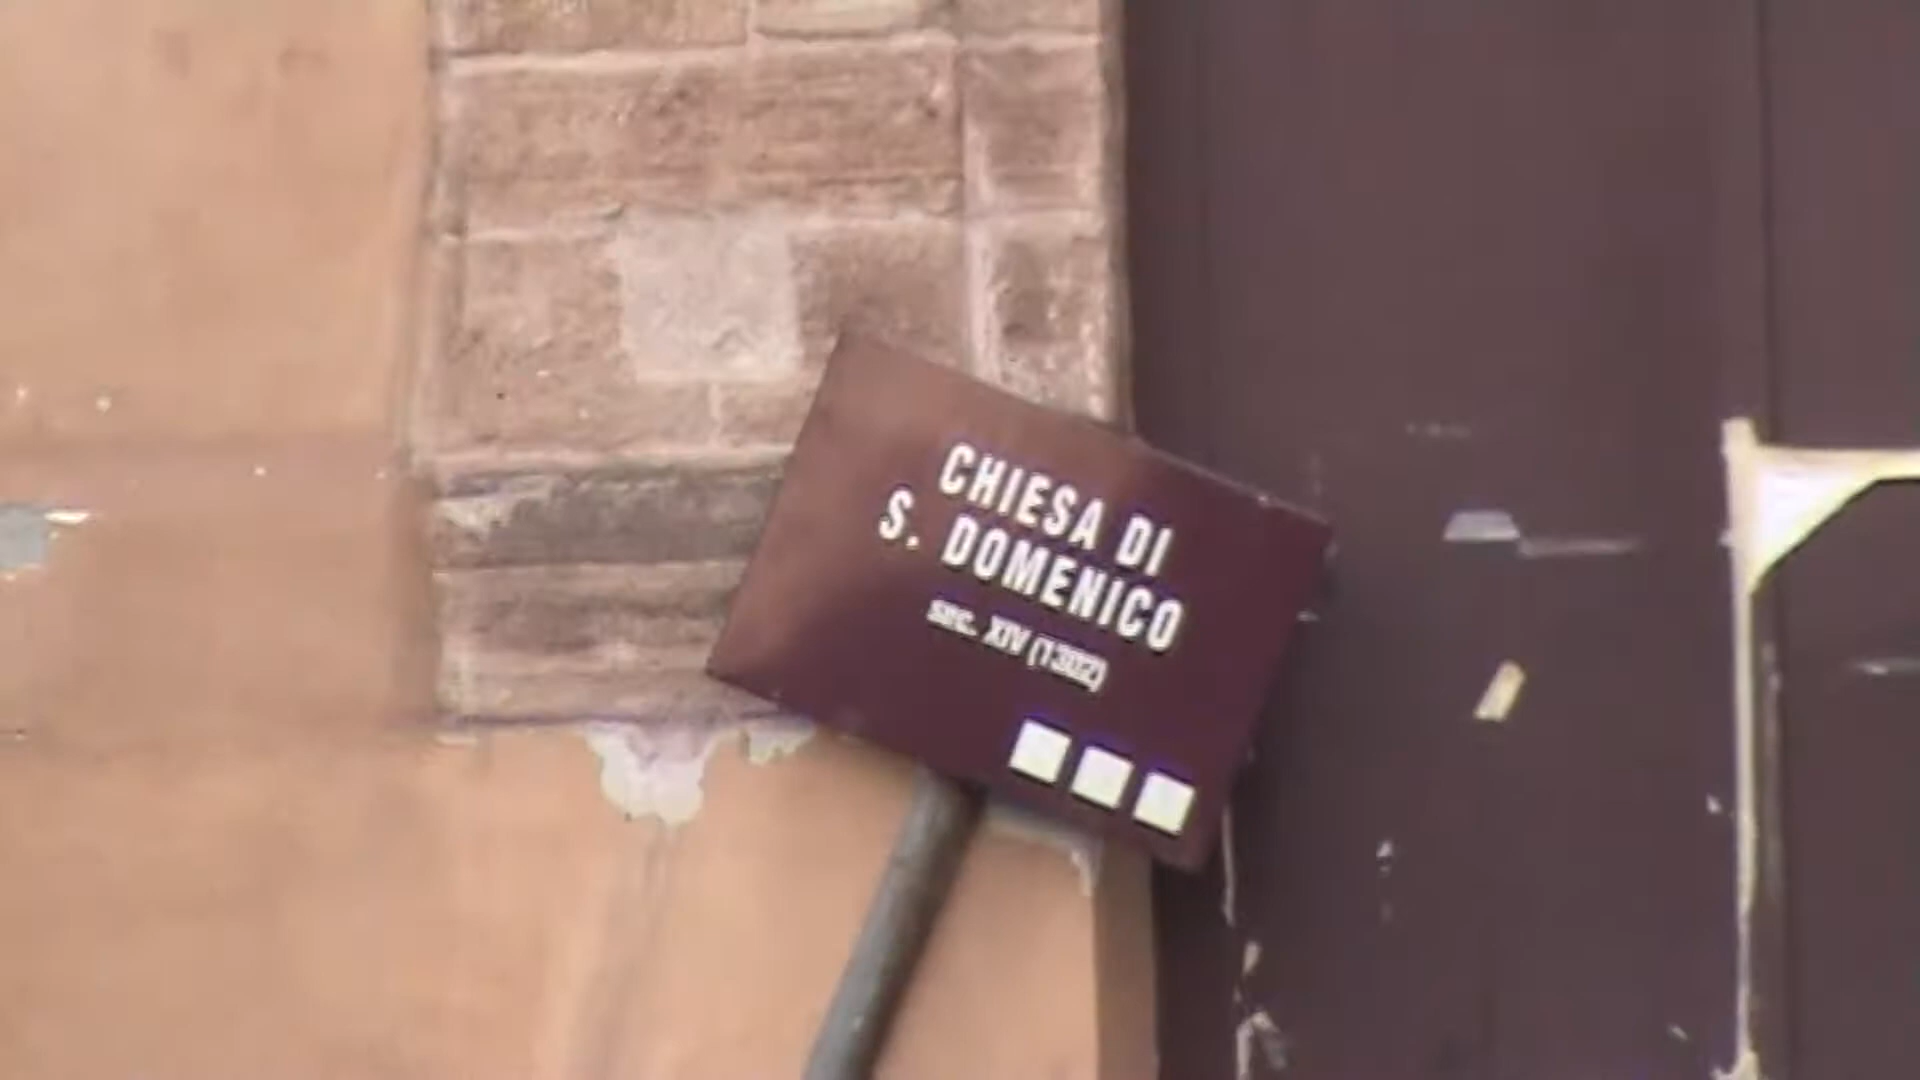 CHIESA DI
S. DOMENICO
sec. XIV (1302)